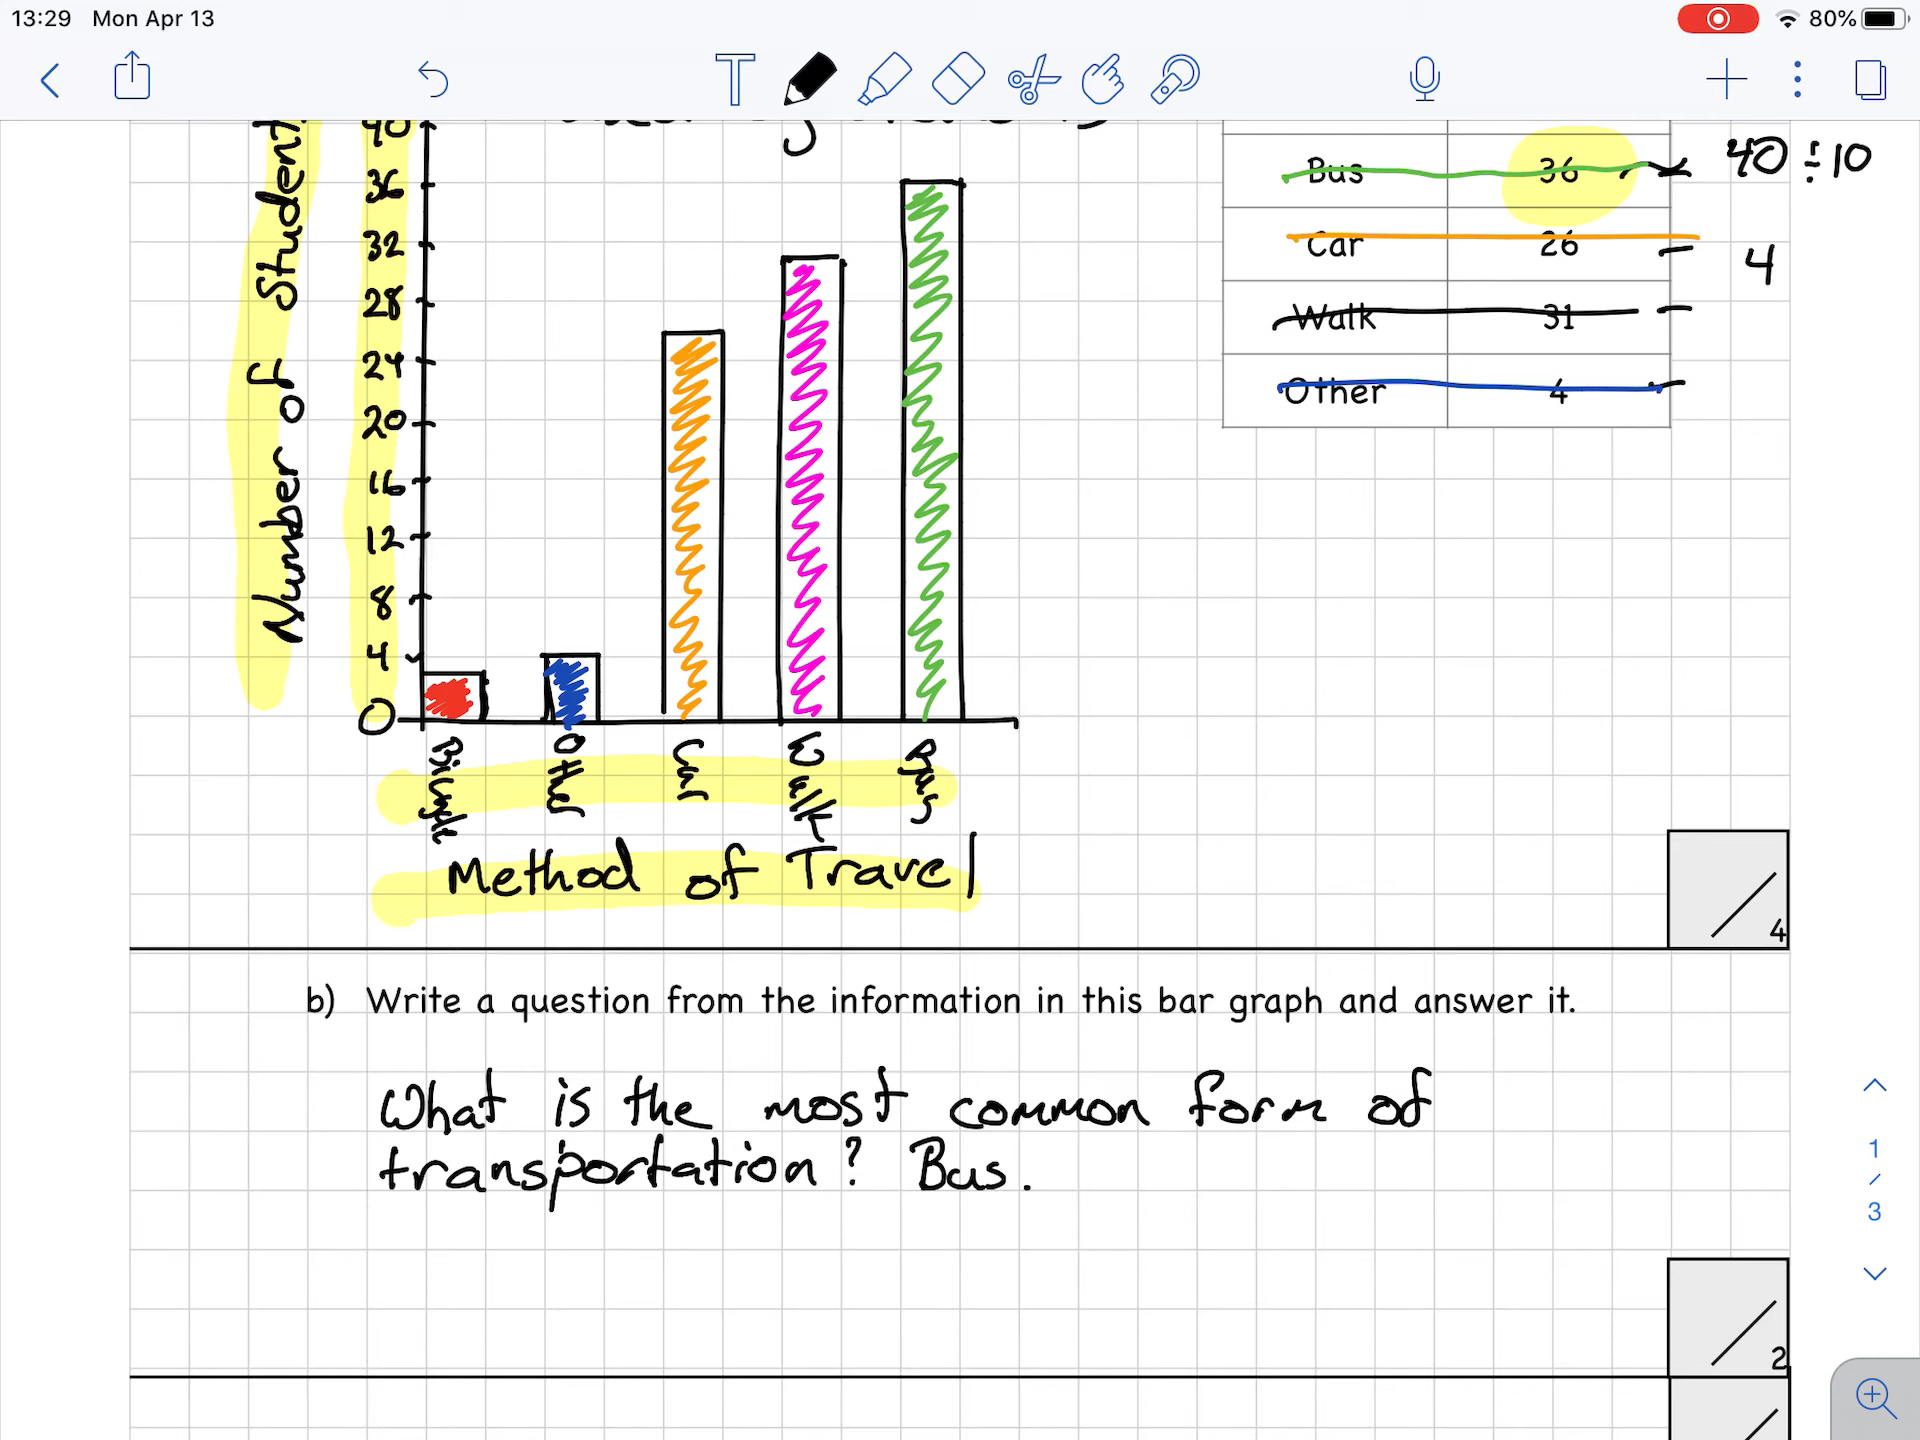 13:29 Mon Apr 13
80%
40
36
32
28
24
20
16
12
8
4
0
Number of Student
Bicycle
Other
Car
Walk
Bus
Method of Travel
Bus 36
Car 26
Walk 31
Other 4
40 ÷ 10
4
/4
b) Write a question from the information in this bar graph and answer it.
What is the most common form of
transportation? Bus.
/2
1
/
3